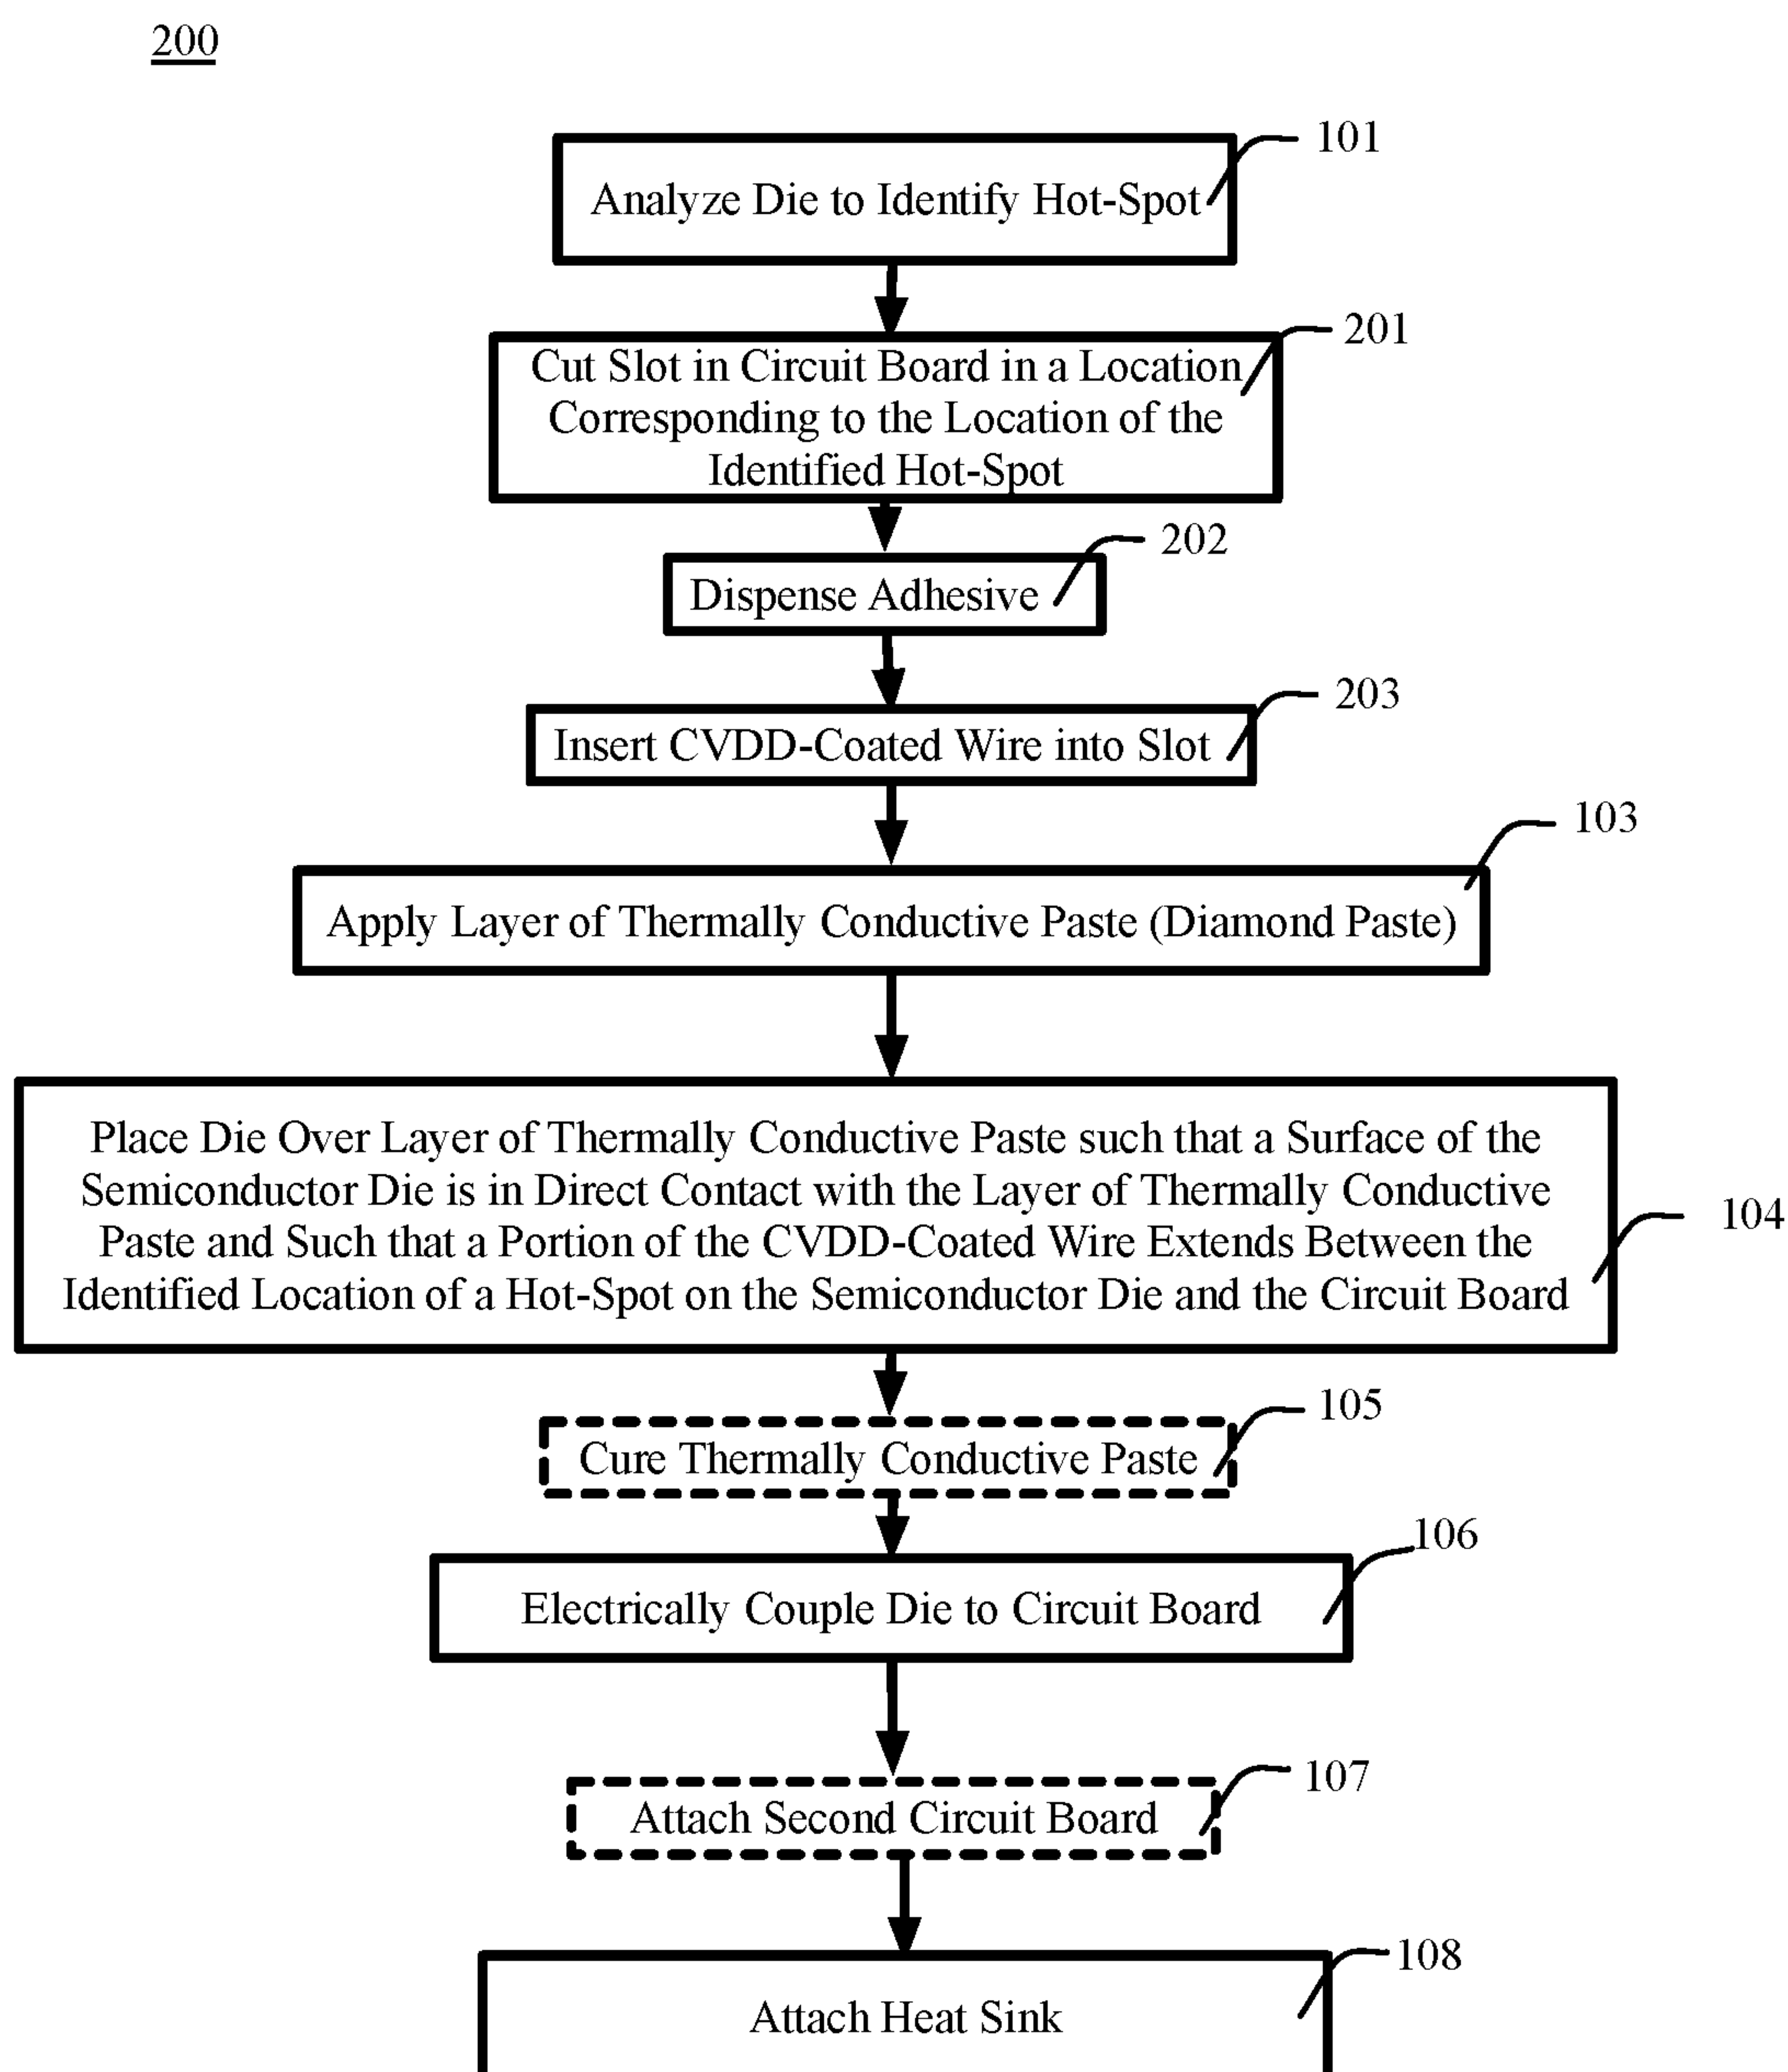 200
101
Analyze Die to Identify Hot-Spot
201
Cut Slot in Circuit Board in a Location
Corresponding to the Location of the
Identified Hot-Spot
202
Dispense Adhesive
203
Insert CVDD-Coated Wire into Slot
103
Apply Layer of Thermally Conductive Paste (Diamond Paste)
Place Die Over Layer of Thermally Conductive Paste such that a Surface of the
Semiconductor Die is in Direct Contact with the Layer of Thermally Conductive
Paste and Such that a Portion of the CVDD-Coated Wire Extends Between the
Identified Location of a Hot-Spot on the Semiconductor Die and the Circuit Board
104
105
Cure Thermally Conductive Paste
106
Electrically Couple Die to Circuit Board
107
Attach Second Circuit Board
108
Attach Heat Sink